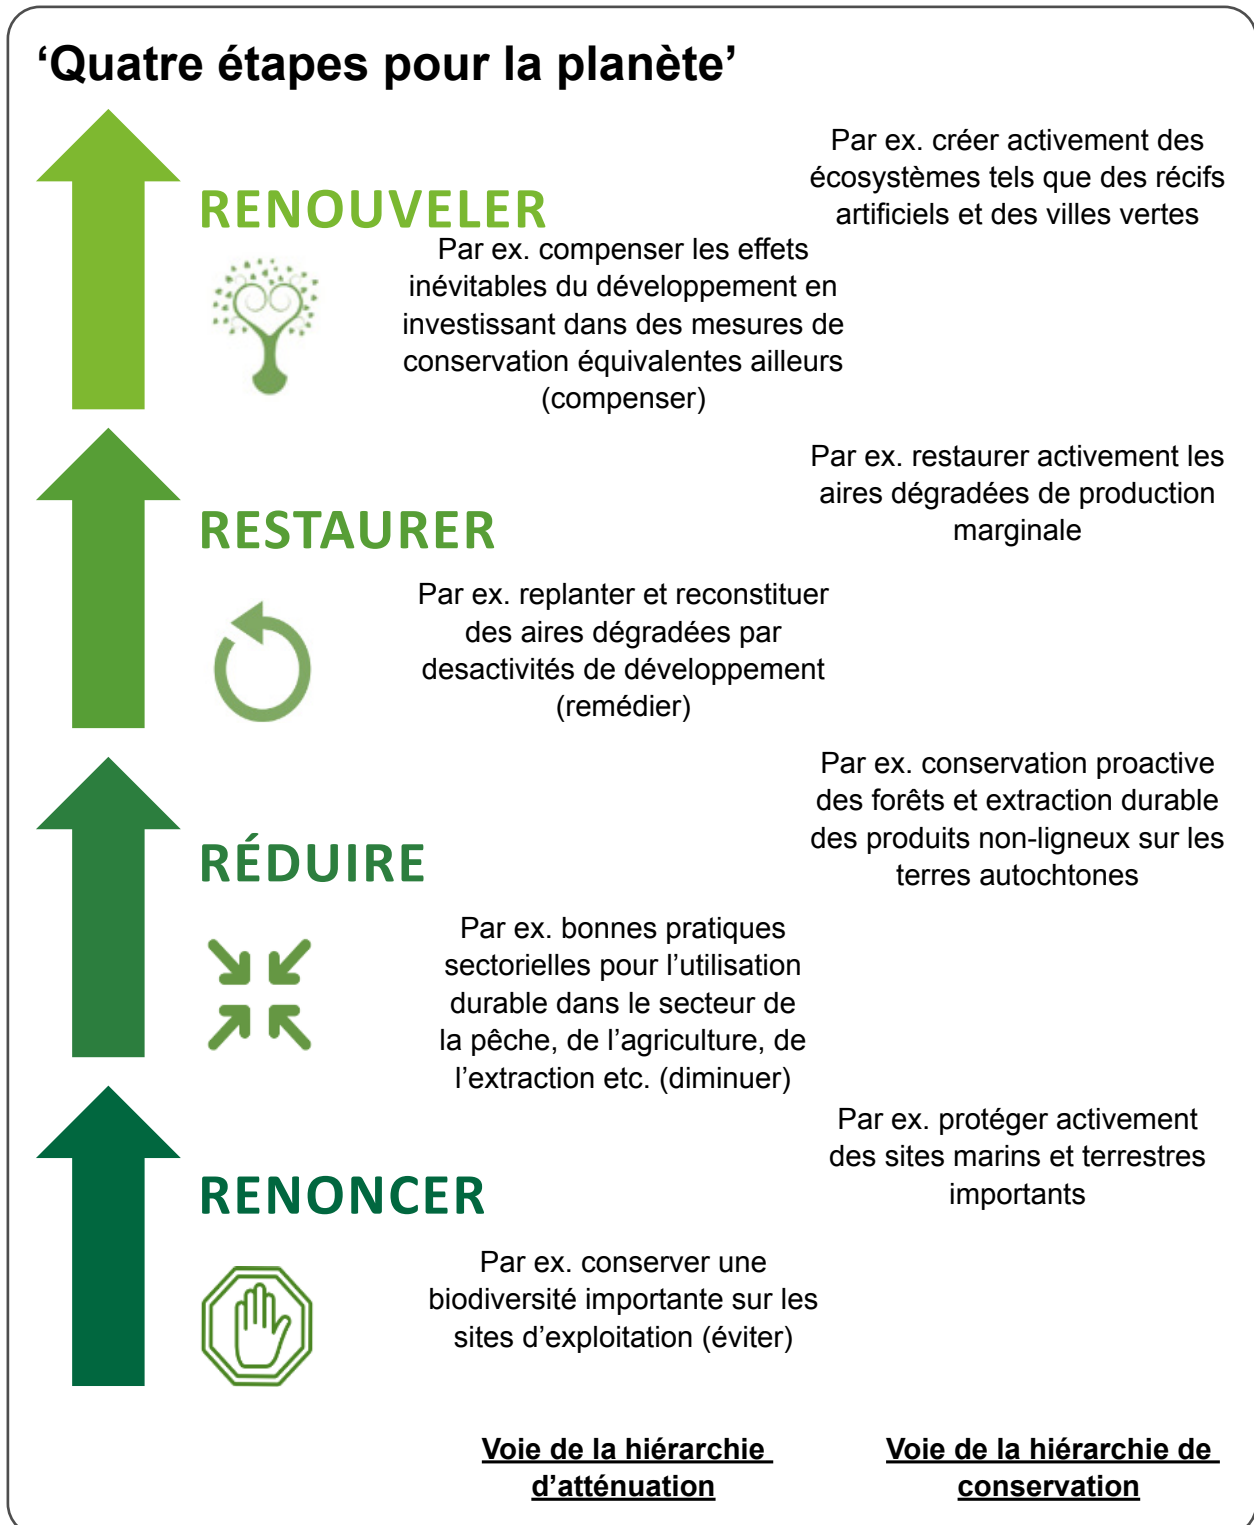 ‘Quatre étapes pour la planète’
Par ex. créer activement des
écosystèmes tels que des récifs
artificiels et des villes vertes
RENOUVELER
Par ex. compenser les effets
inévitables du développement en
investissant dans des mesures de
conservation équivalentes ailleurs
(compenser)
Par ex. restaurer activement les
aires dégradées de production
marginale
RESTAURER
Par ex. replanter et reconstituer
des aires dégradées par
desactivités de développement
(remédier)
Par ex. conservation proactive
des forêts et extraction durable
des produits non-ligneux sur les
terres autochtones
RÉDUIRE
Par ex. bonnes pratiques
sectorielles pour l’utilisation
durable dans le secteur de
la pêche, de l’agriculture, de
l’extraction etc. (diminuer)
Par ex. protéger activement
des sites marins et terrestres
importants
RENONCER
Par ex. conserver une
biodiversité importante sur les
sites d’exploitation (éviter)
Voie de la hiérarchie
d’atténuation
Voie de la hiérarchie de
conservation